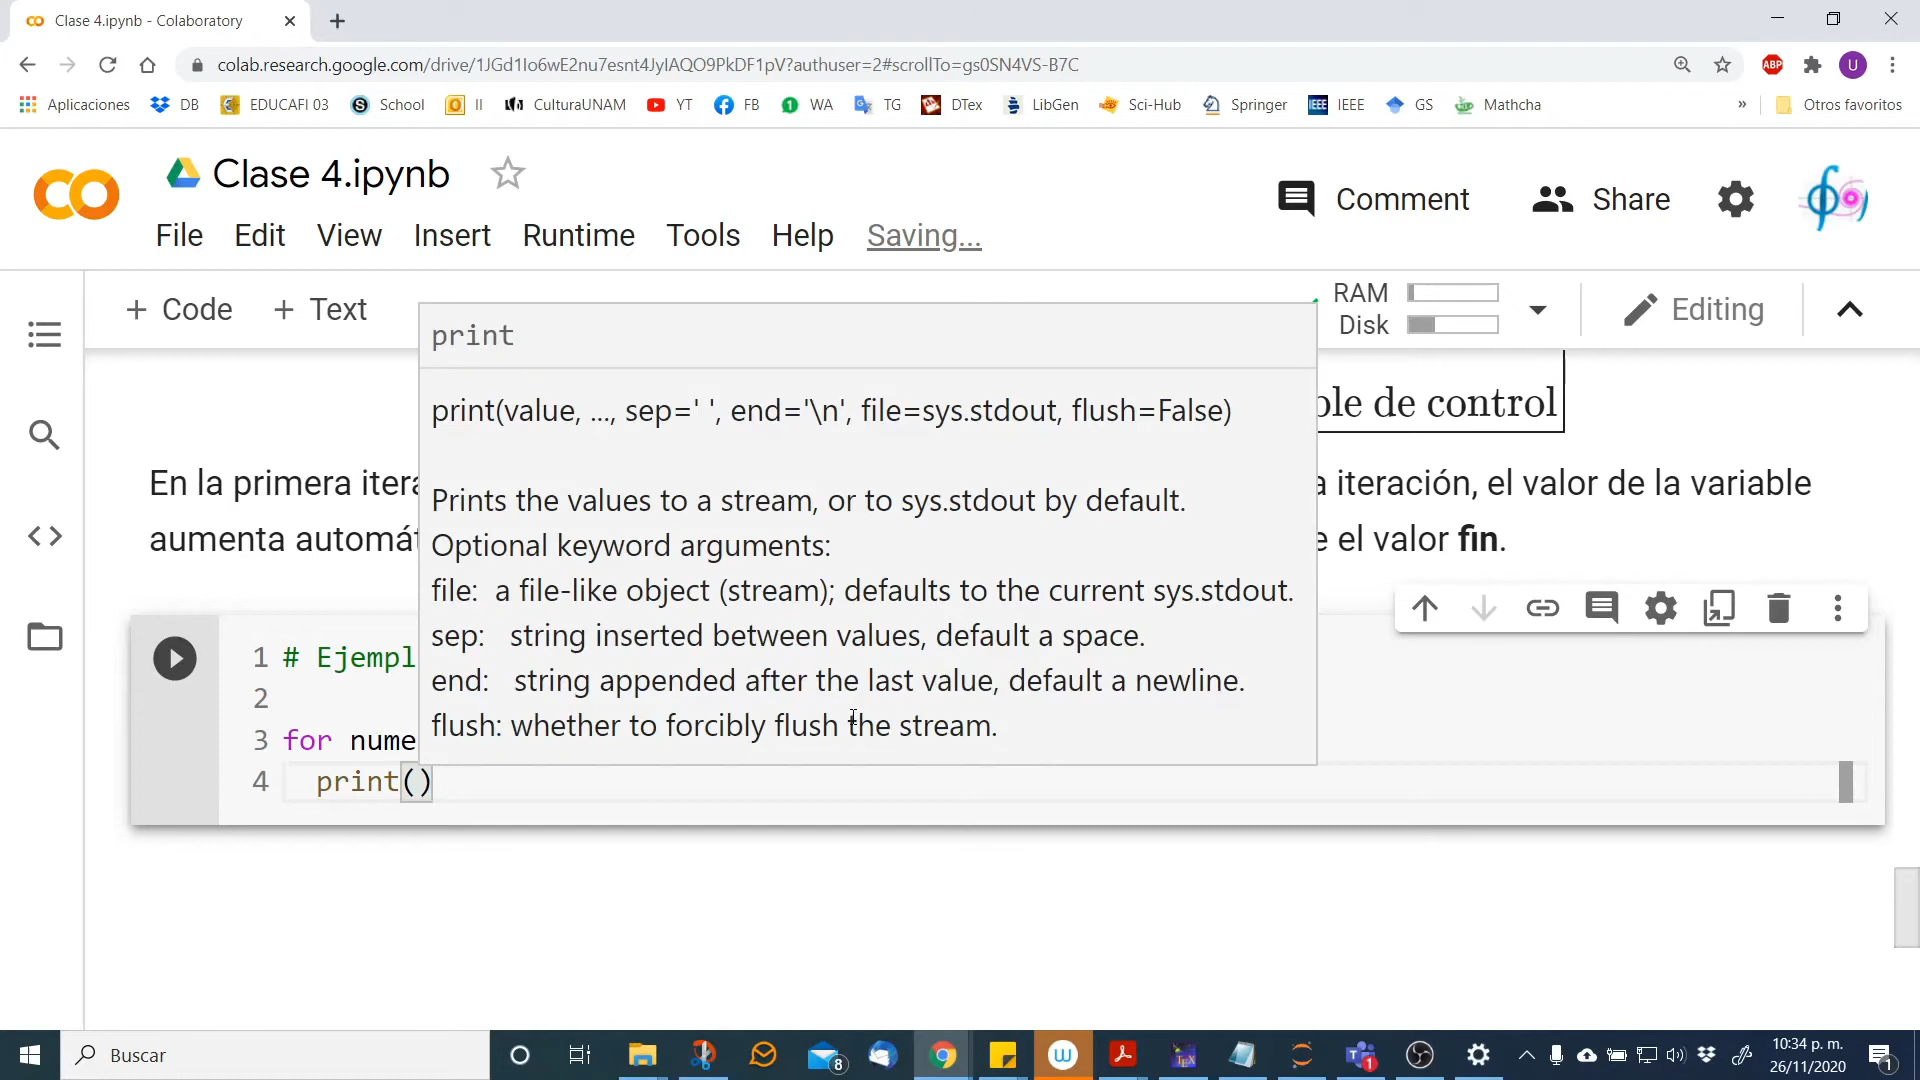 Clase 4.ipynb - Colaboratory
colab.research.google.com/drive/1JGd1Io6wE2nu7esnt4JyIAQO9PkDF1pV?authuser=2#scrollTo=gs0SN4VS-B7C
ABP
U
Aplicaciones DB EDUCAFI 03 School II CulturaUNAM YT FB WA TG DTex LibGen Sci-Hub Springer IEEE GS Mathcha » Otros favoritos
Clase 4.ipynb
Comment Share
File Edit View Insert Runtime Tools Help Saving...
+ Code + Text
RAM
Disk
Editing
print
print(value, ..., sep=' ', end='\n', file=sys.stdout, flush=False)
ble de control
Prints the values to a stream, or to sys.stdout by default.
Optional keyword arguments:
file: a file-like object (stream); defaults to the current sys.stdout.
sep: string inserted between values, default a space.
end: string appended after the last value, default a newline.
flush: whether to forcibly flush the stream.
En la primera itera
a iteración, el valor de la variable
aumenta automát
e el valor fin.
1 # Ejempl
2
3 for nume
4 print()
Buscar
8
W
1
10:34 p. m.
26/11/2020
1